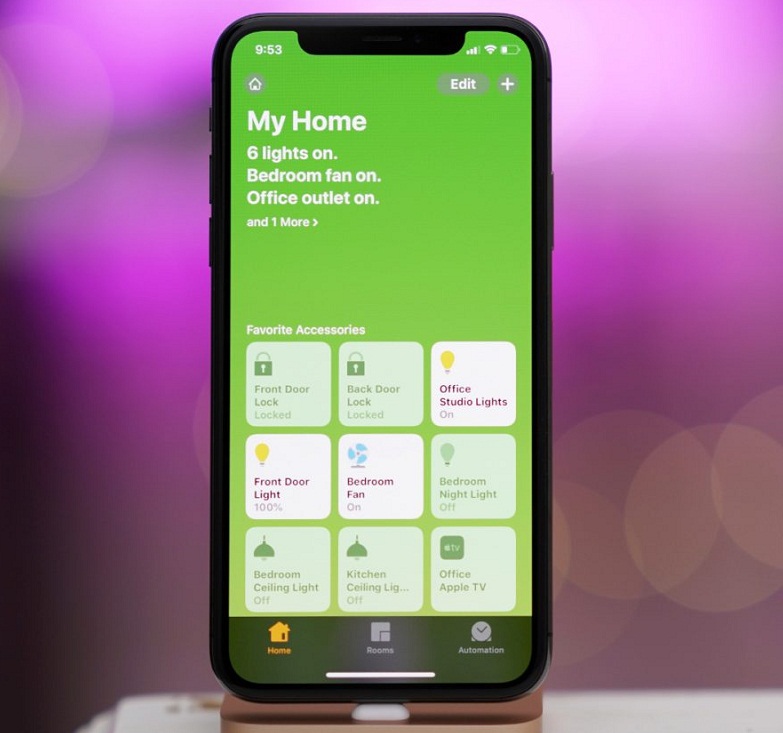 9:53
Edit
My Home
6 lights on.
Bedroom fan on.
Office outlet on.
and 1 More >
Favorite Accessories
Front Door
Lock
Locked
Back Door
Lock
Locked
Office
Studio Lights
On
Front Door
Light
100%
Bedroom
Fan
On
Bedroom
Night Light
Off
Bedroom
Ceiling Light
Off
Kitchen
Ceiling Lig...
Off
tv
Office
Apple TV
Home
Rooms
Automation